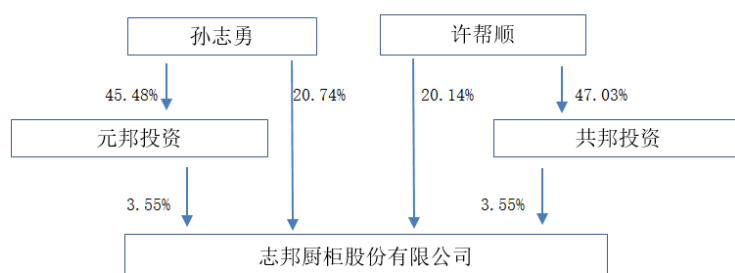 孙志勇
许帮顺
45.48%
20.74%
20.14%
47.03%
元邦投资
共邦投资
3.55%
3.55%
志邦厨柜股份有限公司